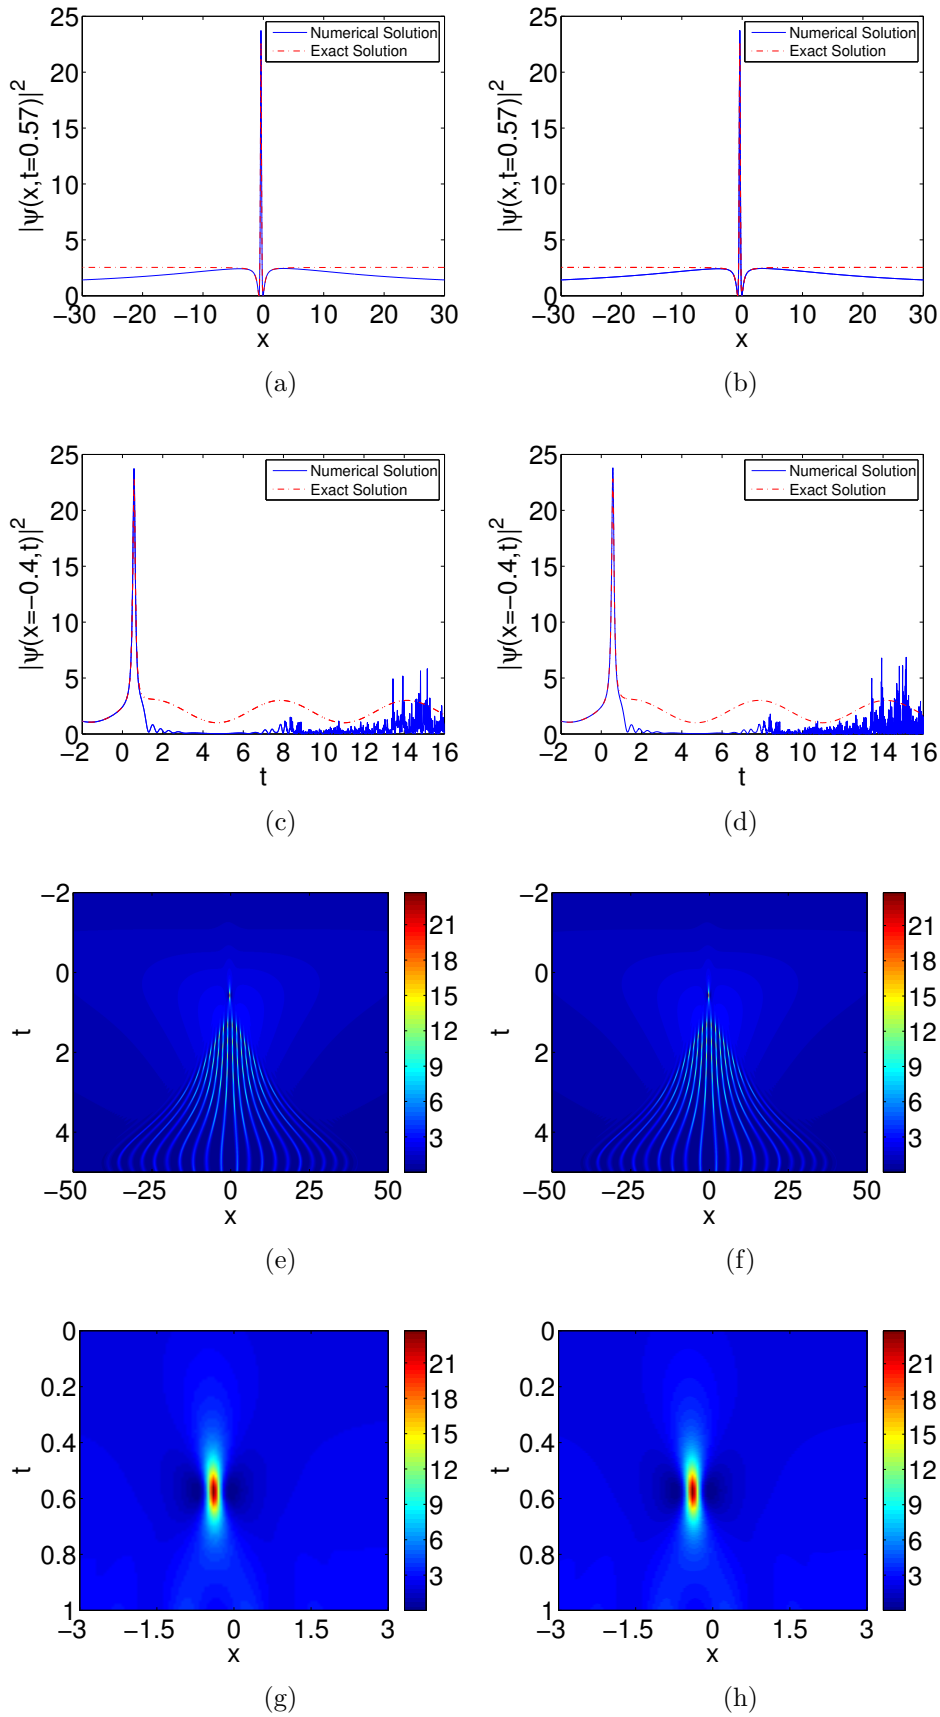 |ψ(x,t=0.57)|²
25
20
15
10
5
0
−30 −20 −10 0 10 20 30
x
Numerical Solution
Exact Solution
(a)
|ψ(x,t=0.57)|²
25
20
15
10
5
0
−30 −20 −10 0 10 20 30
x
Numerical Solution
Exact Solution
(b)
|ψ(x=−0.4,t)|²
25
20
15
10
5
0
−2 0 2 4 6 8 10 12 14 16
t
Numerical Solution
Exact Solution
(c)
|ψ(x=−0.4,t)|²
25
20
15
10
5
0
−2 0 2 4 6 8 10 12 14 16
t
Numerical Solution
Exact Solution
(d)
t
−2
0
2
4
−50 −25 0 25 50
x
21
18
15
12
9
6
3
(e)
t
−2
0
2
4
−50 −25 0 25 50
x
21
18
15
12
9
6
3
(f)
t
0
0.2
0.4
0.6
0.8
1
−3 −1.5 0 1.5 3
x
21
18
15
12
9
6
3
(g)
t
0
0.2
0.4
0.6
0.8
1
−3 −1.5 0 1.5 3
x
21
18
15
12
9
6
3
(h)